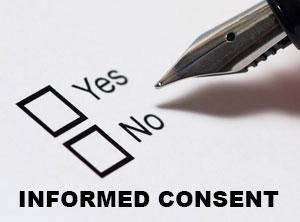 Yes
No
INFORMED CONSENT